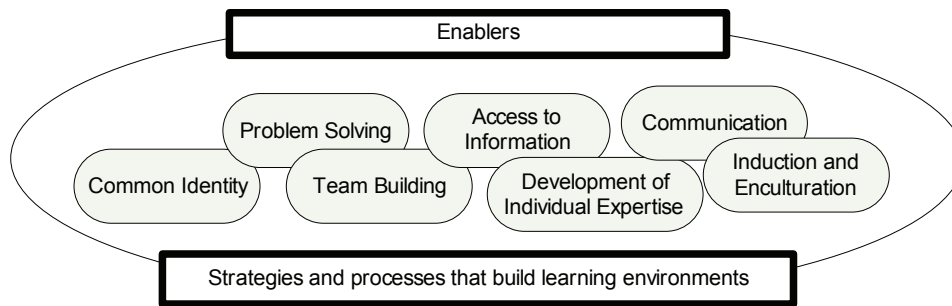 Enablers
Problem Solving
Access to
Information
Communication
Common Identity
Team Building
Development of
Individual Expertise
Induction and
Enculturation
Strategies and processes that build learning environments